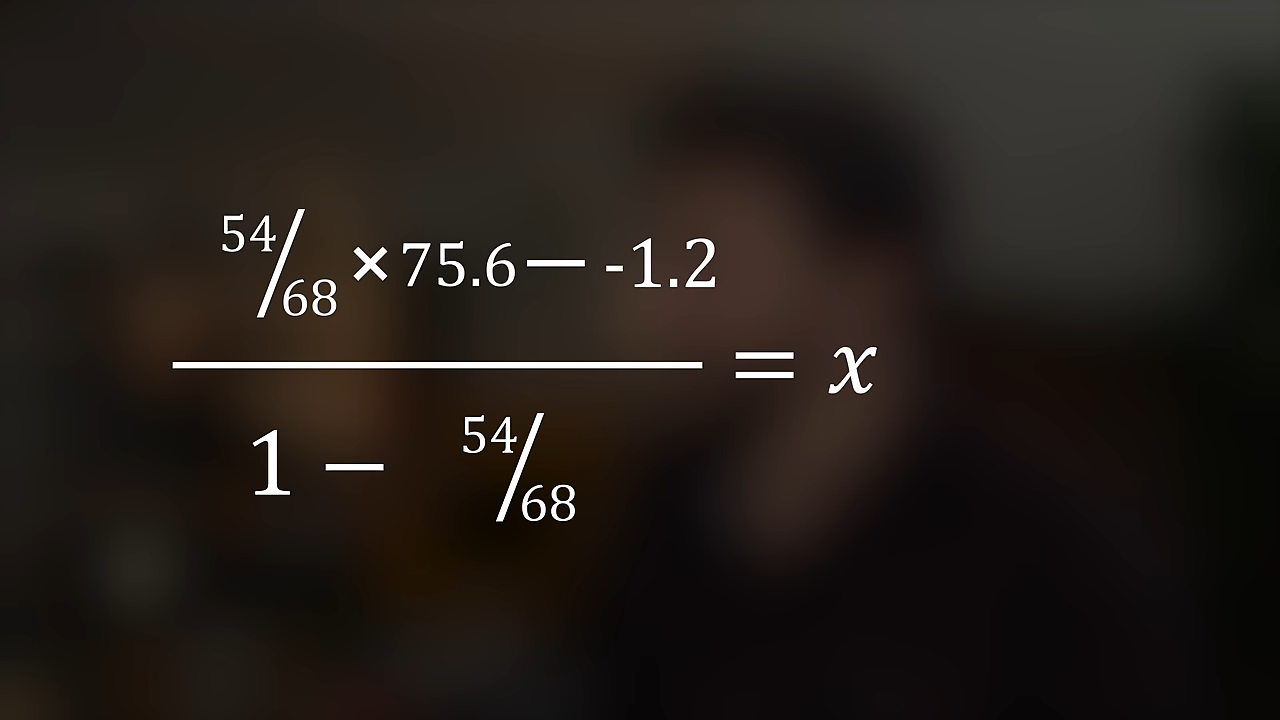 54/68 × 75.6 − -1.2
1 − 54/68
= x